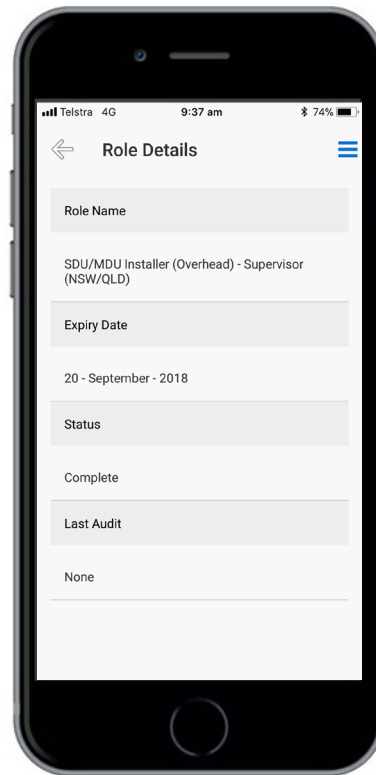 Telstra 4G 9:37 am 74%
Role Details
Role Name
SDU/MDU Installer (Overhead) - Supervisor
(NSW/QLD)
Expiry Date
20 - September - 2018
Status
Complete
Last Audit
None